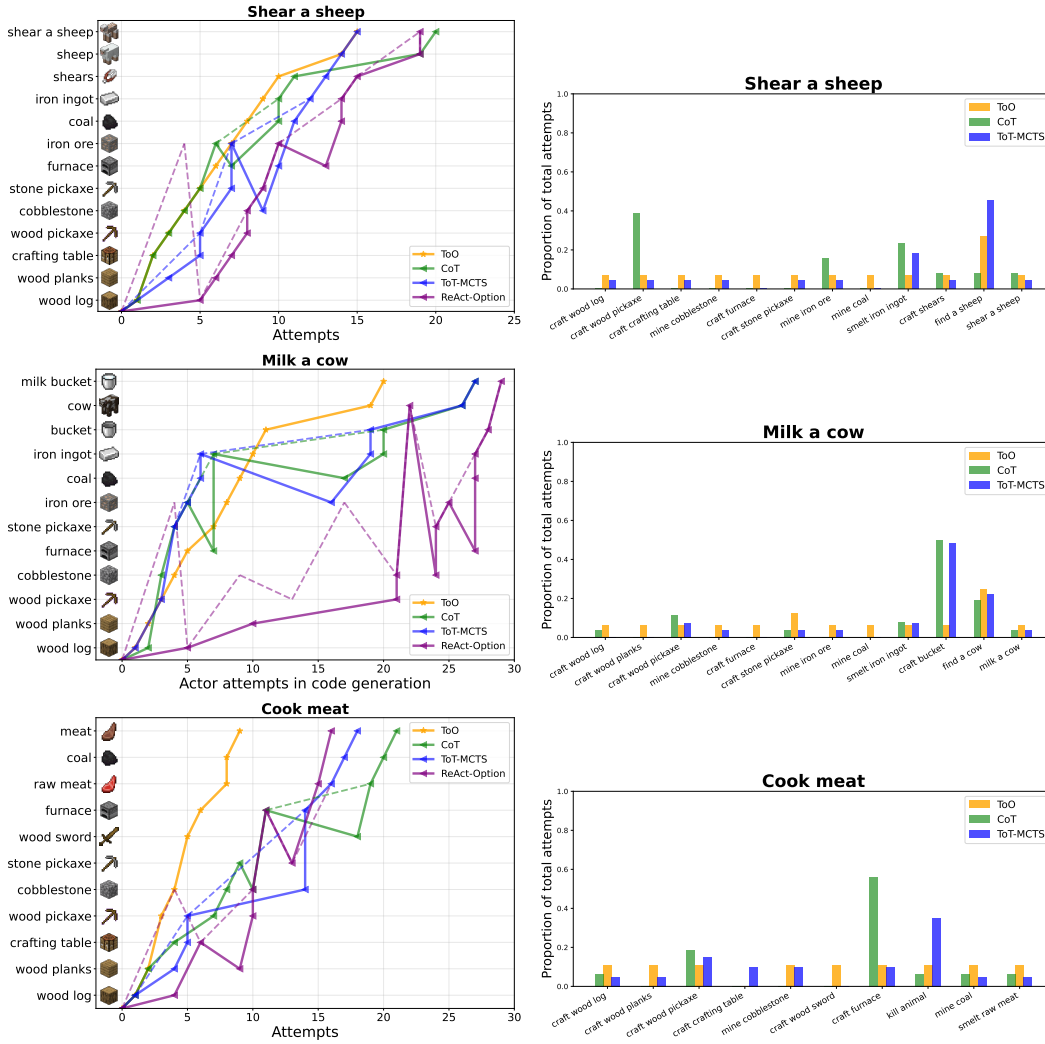 Shear a sheep
shear a sheep
sheep
shears
iron ingot
coal
iron ore
furnace
stone pickaxe
cobblestone
wood pickaxe
crafting table
wood planks
wood log
ToO
CoT
ToT-MCTS
ReAct-Option
0 5 10 15 20 25
Attempts
Shear a sheep
Proportion of total attempts
1.0
0.8
0.6
0.4
0.2
0.0
ToO
CoT
ToT-MCTS
craft wood log
craft wood pickaxe
craft crafting table
mine cobblestone
craft furnace
craft stone pickaxe
mine iron ore
mine coal
smelt iron ingot
craft shears
find a sheep
shear a sheep
Milk a cow
milk bucket
cow
bucket
iron ingot
coal
iron ore
stone pickaxe
furnace
cobblestone
wood pickaxe
wood planks
wood log
ToO
CoT
ToT-MCTS
ReAct-Option
0 5 10 15 20 25 30
Actor attempts in code generation
Milk a cow
Proportion of total attempts
1.0
0.8
0.6
0.4
0.2
0.0
ToO
CoT
ToT-MCTS
craft wood log
craft wood planks
craft wood pickaxe
mine cobblestone
craft furnace
craft stone pickaxe
mine iron ore
mine coal
smelt iron ingot
craft bucket
find a cow
milk a cow
Cook meat
meat
coal
raw meat
furnace
wood sword
stone pickaxe
cobblestone
wood pickaxe
crafting table
wood planks
wood log
ToO
CoT
ToT-MCTS
ReAct-Option
0 5 10 15 20 25 30
Attempts
Cook meat
Proportion of total attempts
1.0
0.8
0.6
0.4
0.2
0.0
ToO
CoT
ToT-MCTS
craft wood log
craft wood planks
craft wood pickaxe
craft crafting table
mine cobblestone
craft wood sword
craft furnace
kill animal
mine coal
smelt raw meat